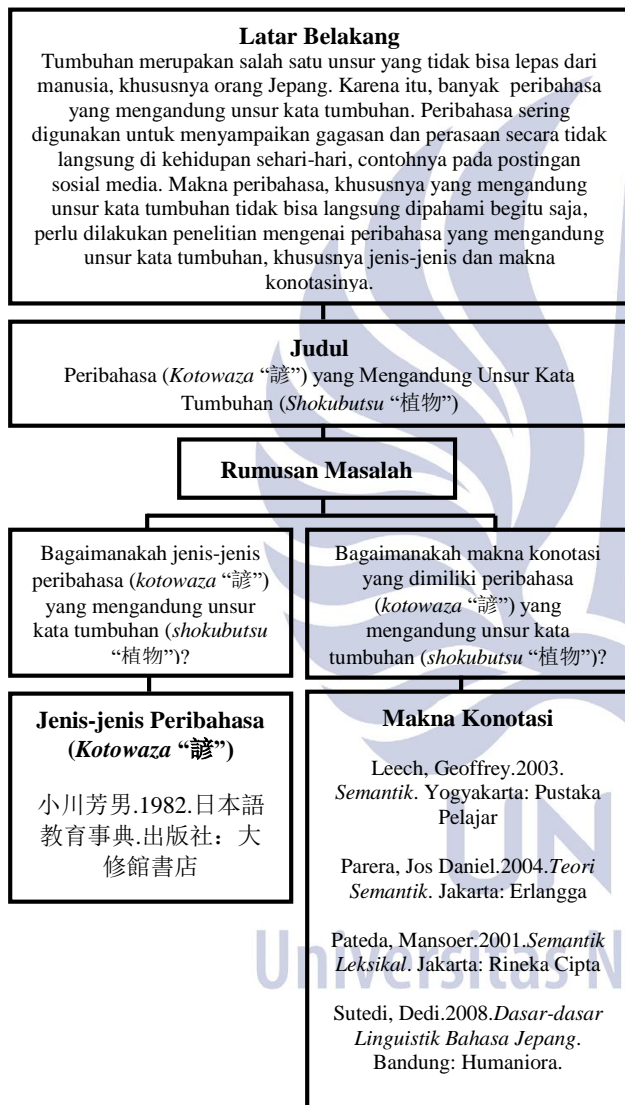 Latar Belakang
Tumbuhan merupakan salah satu unsur yang tidak bisa lepas dari
manusia, khususnya orang Jepang. Karena itu, banyak peribahasa
yang mengandung unsur kata tumbuhan. Peribahasa sering
digunakan untuk menyampaikan gagasan dan perasaan secara tidak
langsung di kehidupan sehari-hari, contohnya pada postingan
sosial media. Makna peribahasa, khususnya yang mengandung
unsur kata tumbuhan tidak bisa langsung dipahami begitu saja,
perlu dilakukan penelitian mengenai peribahasa yang mengandung
unsur kata tumbuhan, khususnya jenis-jenis dan makna
konotasinya.
Judul
Peribahasa (Kotowaza “諺”) yang Mengandung Unsur Kata
Tumbuhan (Shokubutsu “植物”)
Rumusan Masalah
Bagaimanakah jenis-jenis
peribahasa (kotowaza “諺”)
yang mengandung unsur
kata tumbuhan (shokubutsu
“植物”)?
Bagaimanakah makna konotasi
yang dimiliki peribahasa
(kotowaza “諺”) yang
mengandung unsur kata
tumbuhan (shokubutsu “植物”)?
Jenis-jenis Peribahasa
(Kotowaza “諺”)
小川芳男.1982.日本語
教育事典.出版社：大
修館書店
Makna Konotasi
Leech, Geoffrey.2003.
Semantik. Yogyakarta: Pustaka
Pelajar
Parera, Jos Daniel.2004.Teori
Semantik. Jakarta: Erlangga
Pateda, Mansoer.2001.Semantik
Leksikal. Jakarta: Rineka Cipta
Sutedi, Dedi.2008.Dasar-dasar
Linguistik Bahasa Jepang.
Bandung: Humaniora.
UN
Universitas N